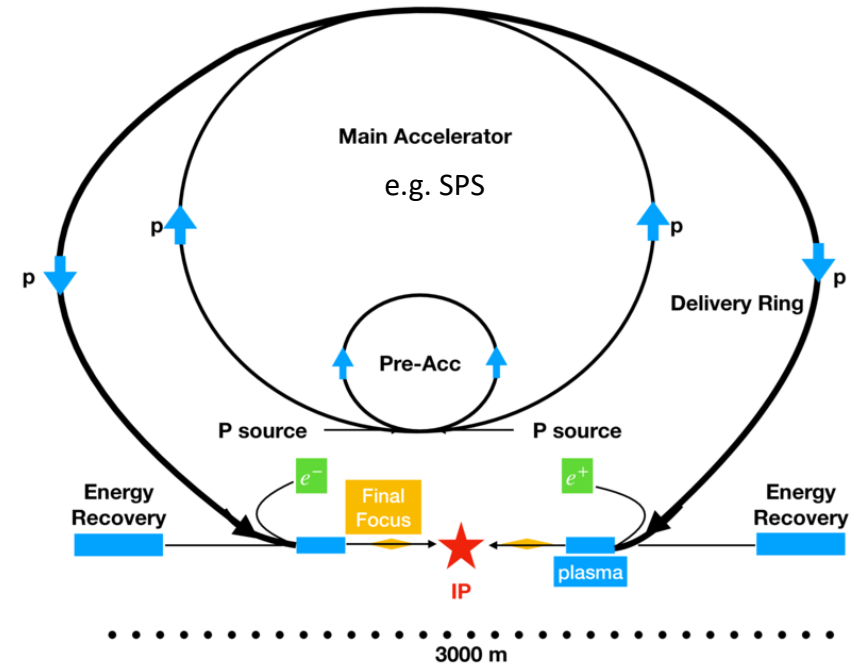 Main Accelerator
e.g. SPS
p
p
p
p
Delivery Ring
Pre-Acc
P source
P source
e⁻
e⁺
Energy
Recovery
Final
Focus
Energy
Recovery
plasma
IP
3000 m